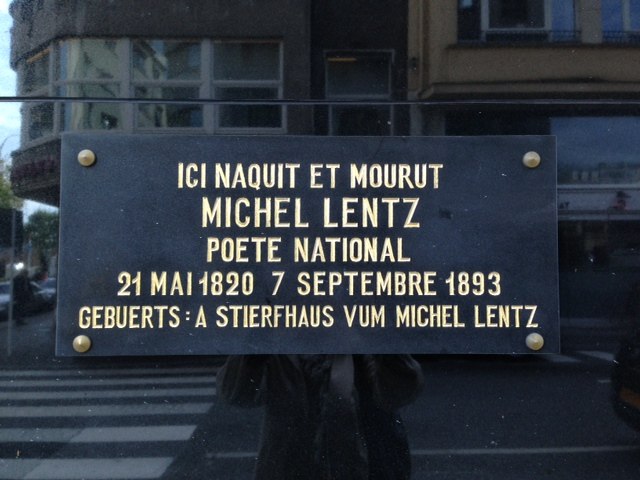 ICI NAQUIT ET MOURUT
MICHEL LENTZ
POETE NATIONAL
21 MAI 1820 7 SEPTEMBRE 1893
GEBUERTS: A STIERFHAUS VUM MICHEL LENTZ